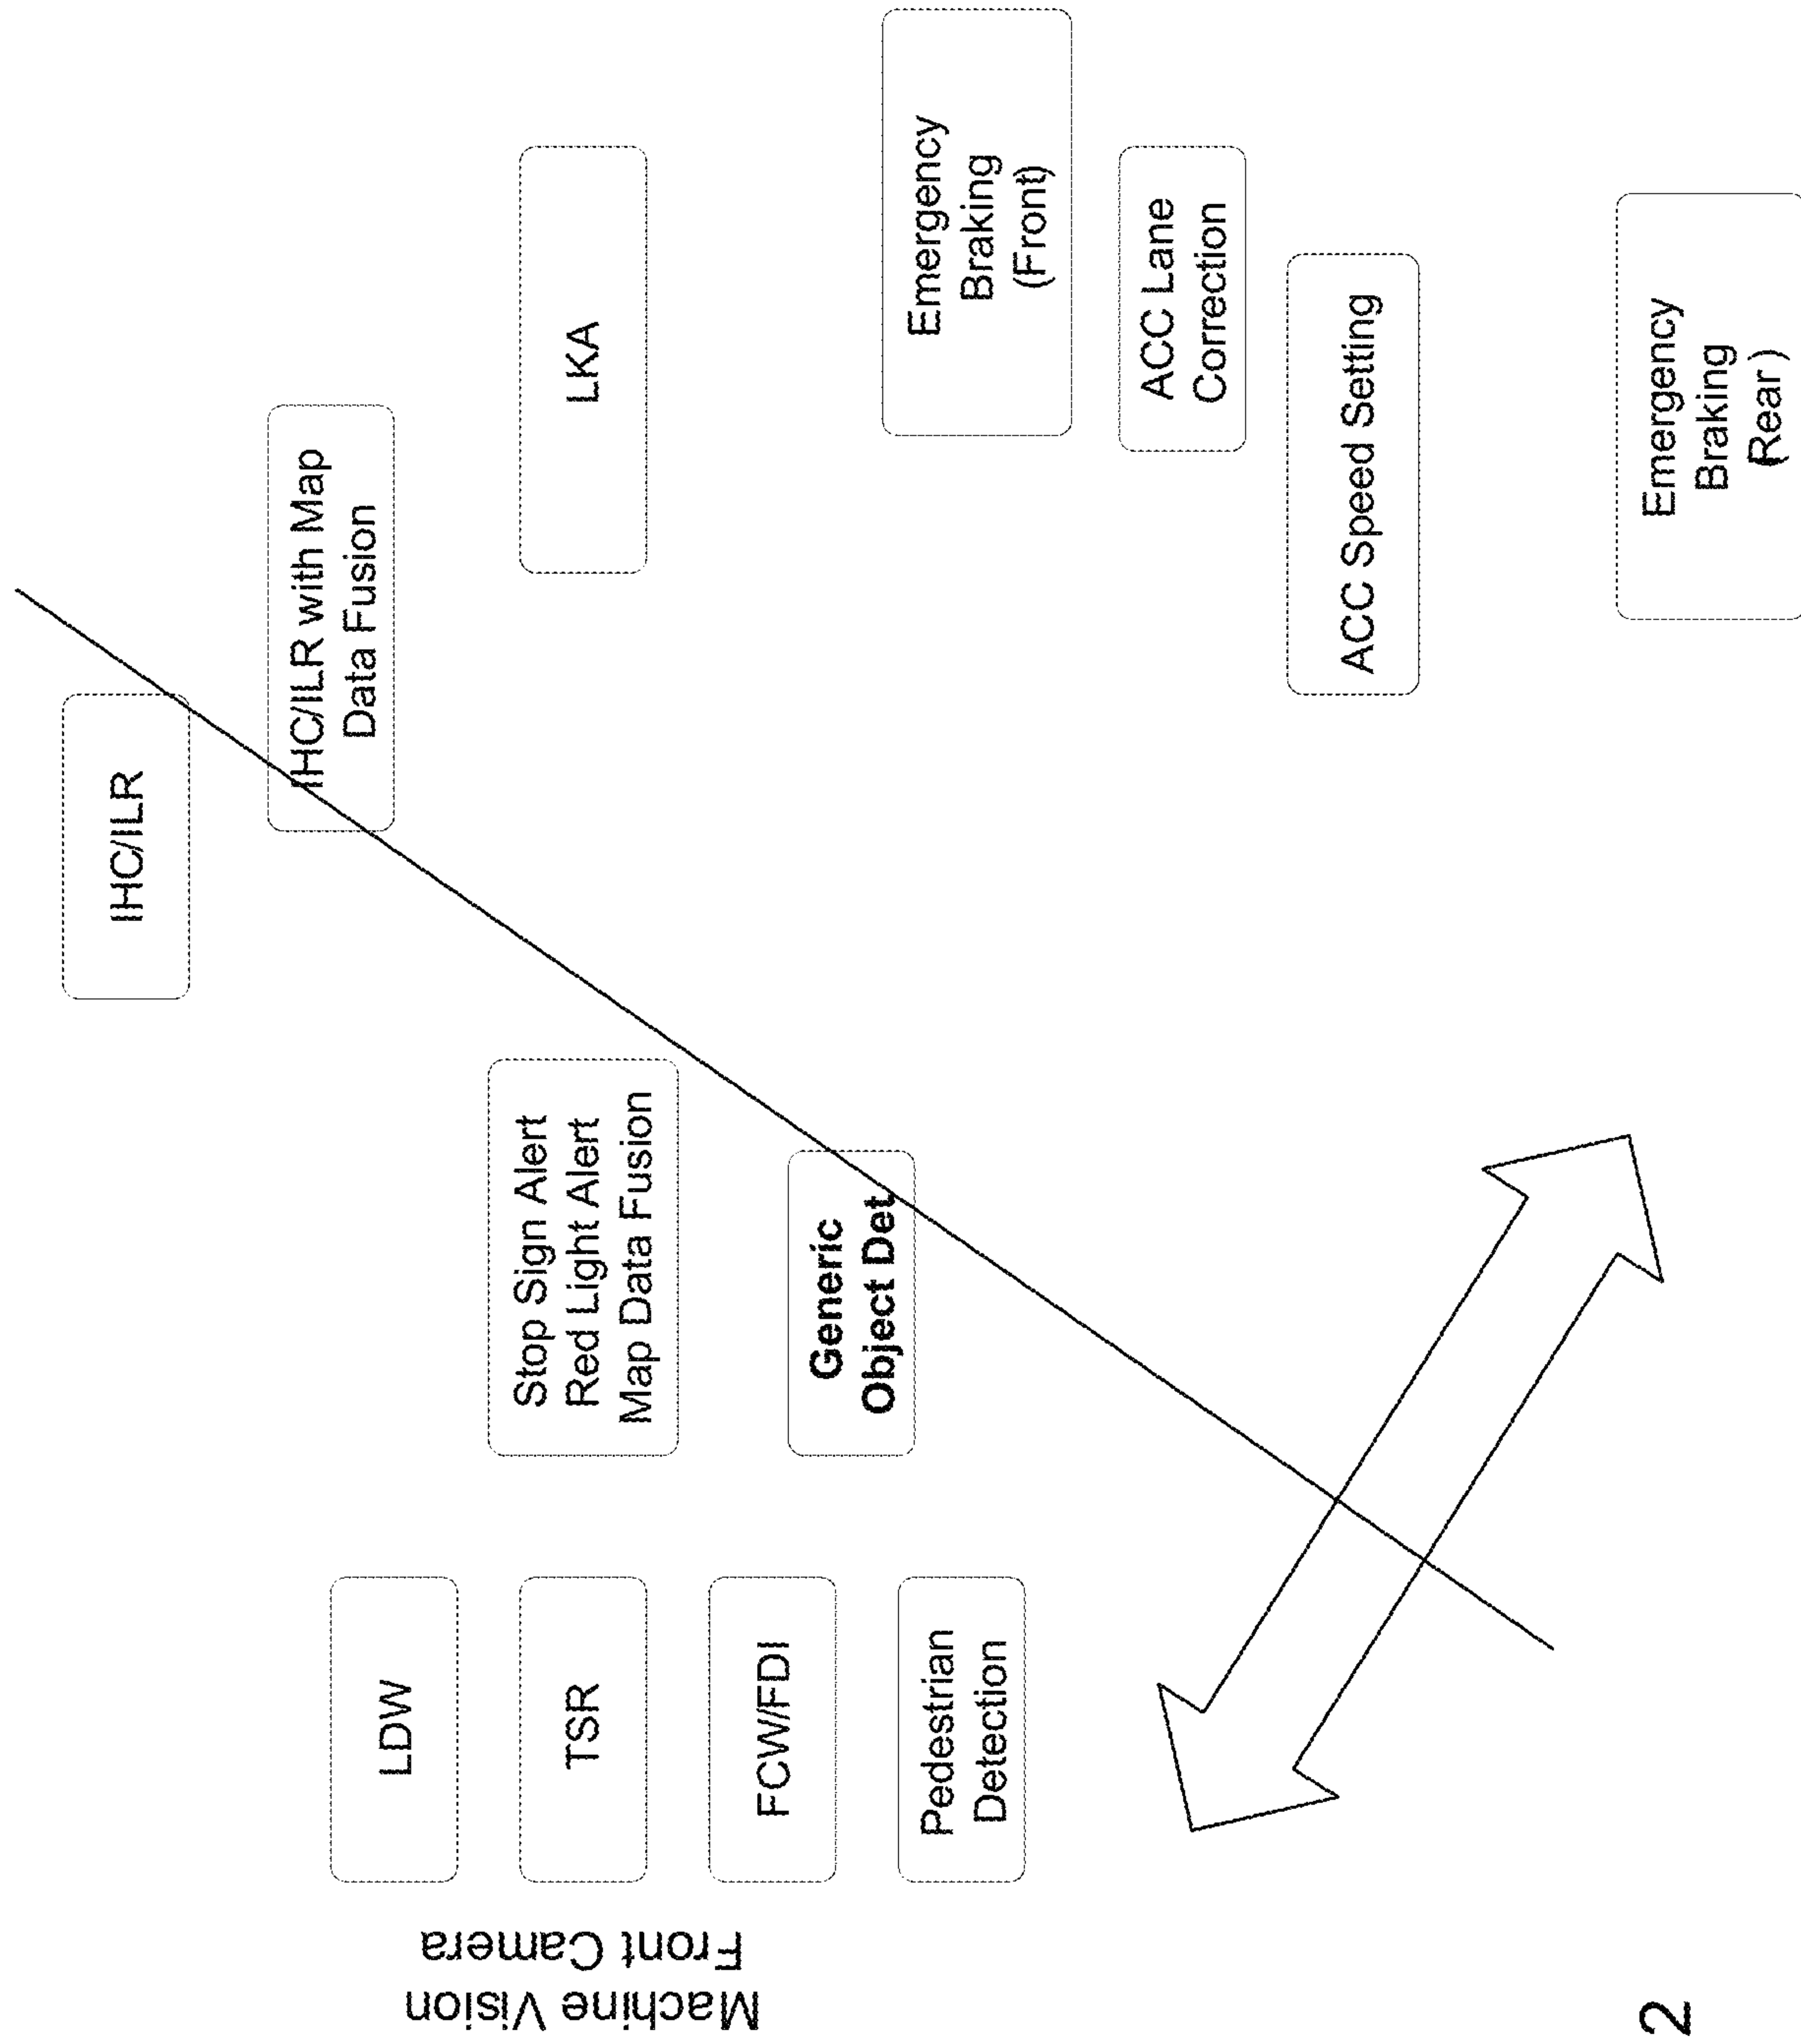 Machine Vision
Front Camera
LDW
TSR
FCW/FDI
Pedestrian
Detection
Stop Sign Alert
Red Light Alert
Map Data Fusion
Generic
Object Det
IHC/ILR
IHC/ILR with Map
Data Fusion
LKA
Emergency
Braking
(Front)
ACC Lane
Correction
ACC Speed Setting
Emergency
Braking
(Rear)
2